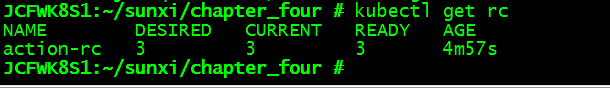 JCFWK8S1:~/sunxi/chapter_four # kubectl get rc
NAME DESIRED CURRENT READY AGE
action-rc 3 3 3 4m57s
JCFWK8S1:~/sunxi/chapter_four #